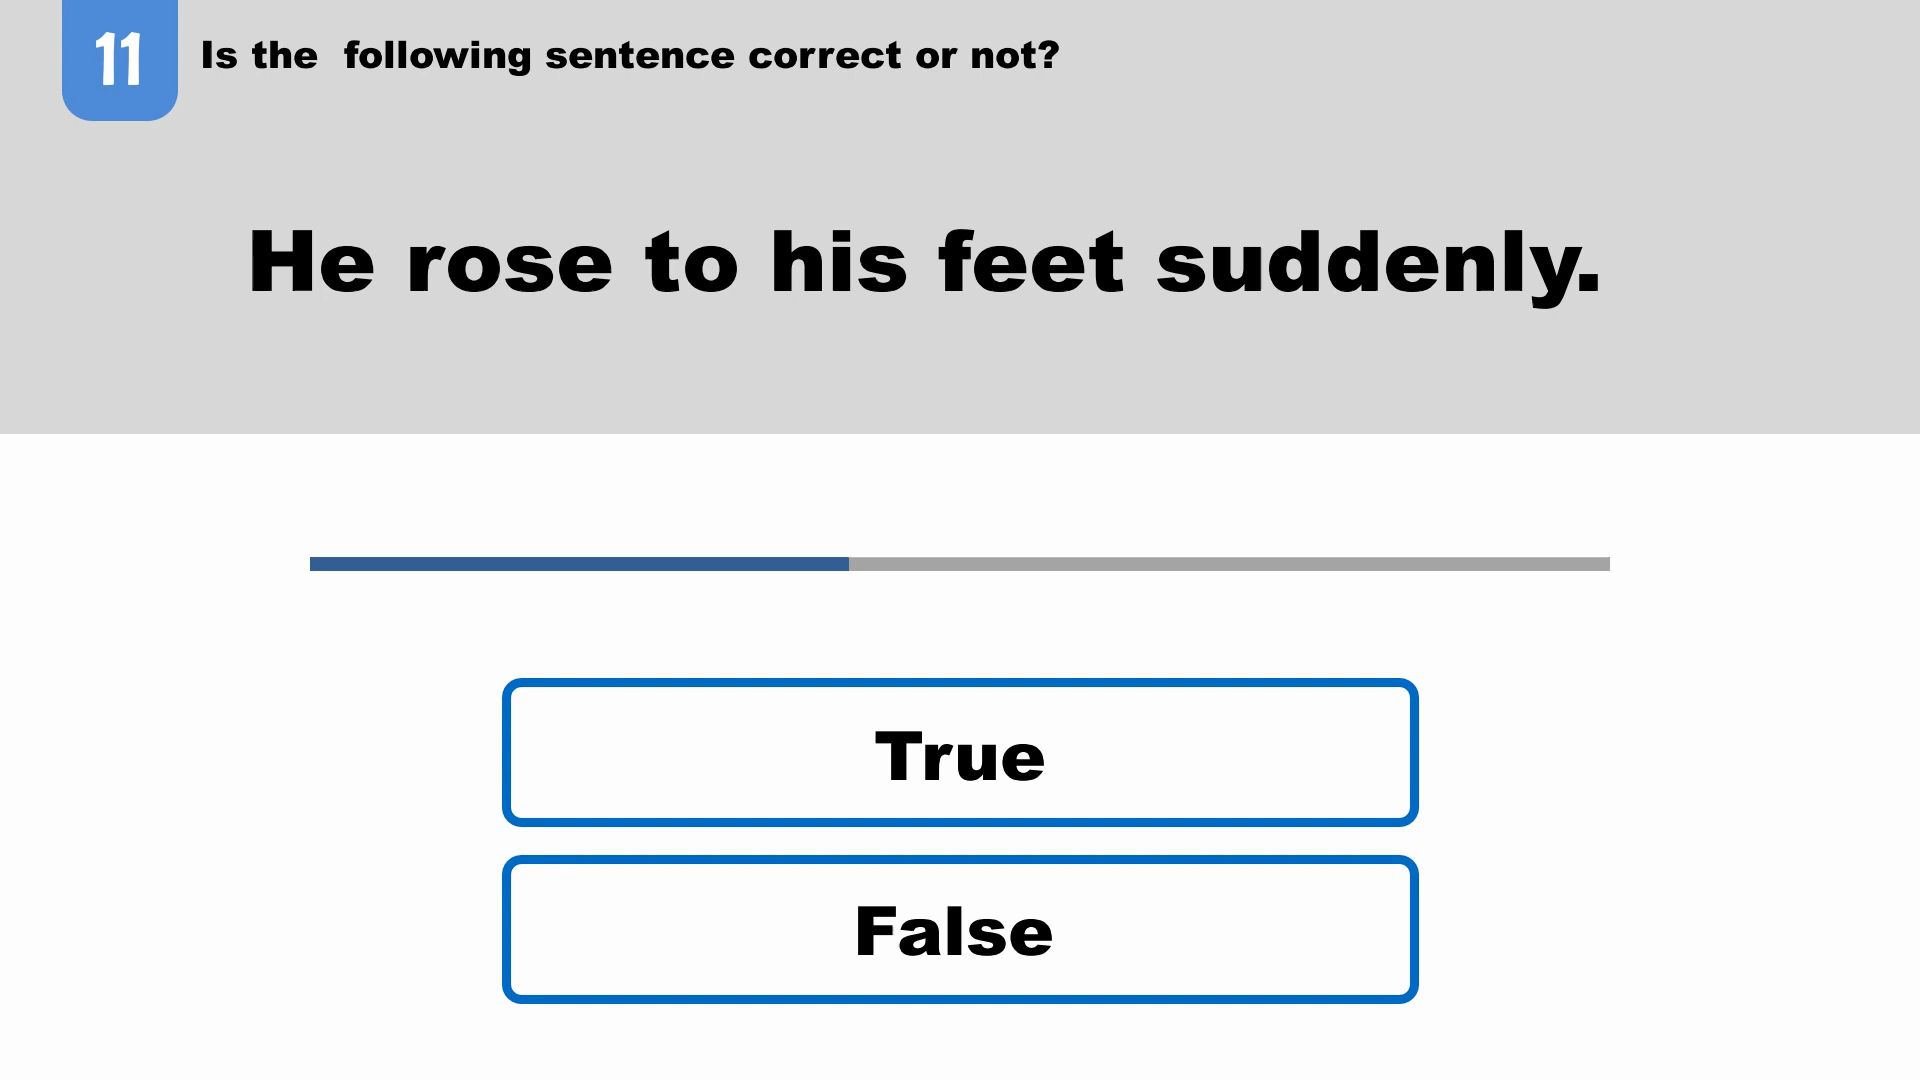 11
Is the  following sentence correct or not?
He rose to his feet suddenly.
True
False